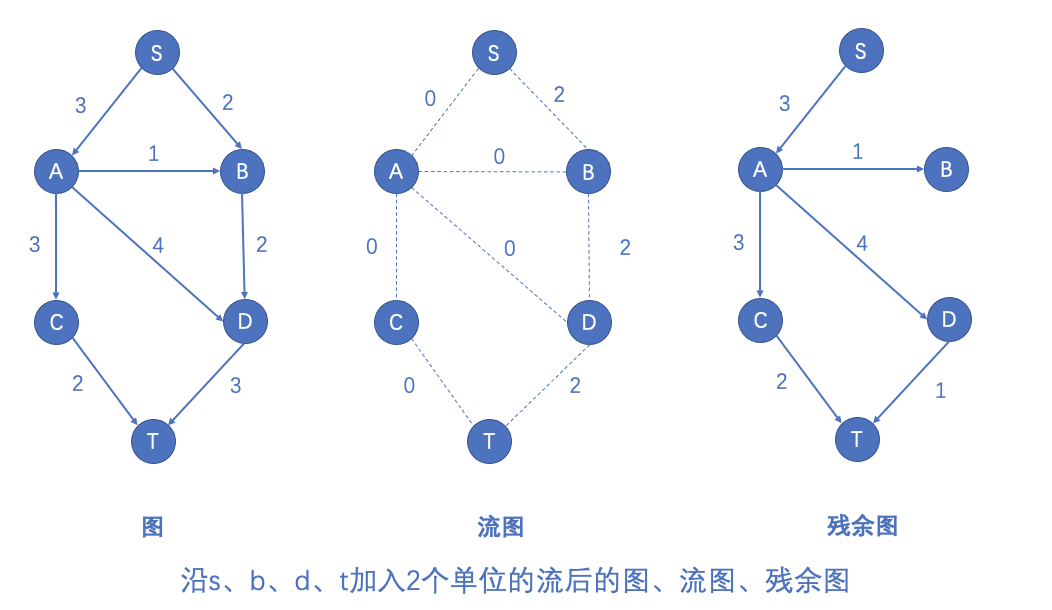 S S S
3 2 0 2 3
A 1 B A 0 B A 1 B
3 4 2 0 0 2 3 4
C D C D C D
2 3 0 2 2 1
T T T
图 流图 残余图
沿s、b、d、t加入2个单位的流后的图、流图、残余图